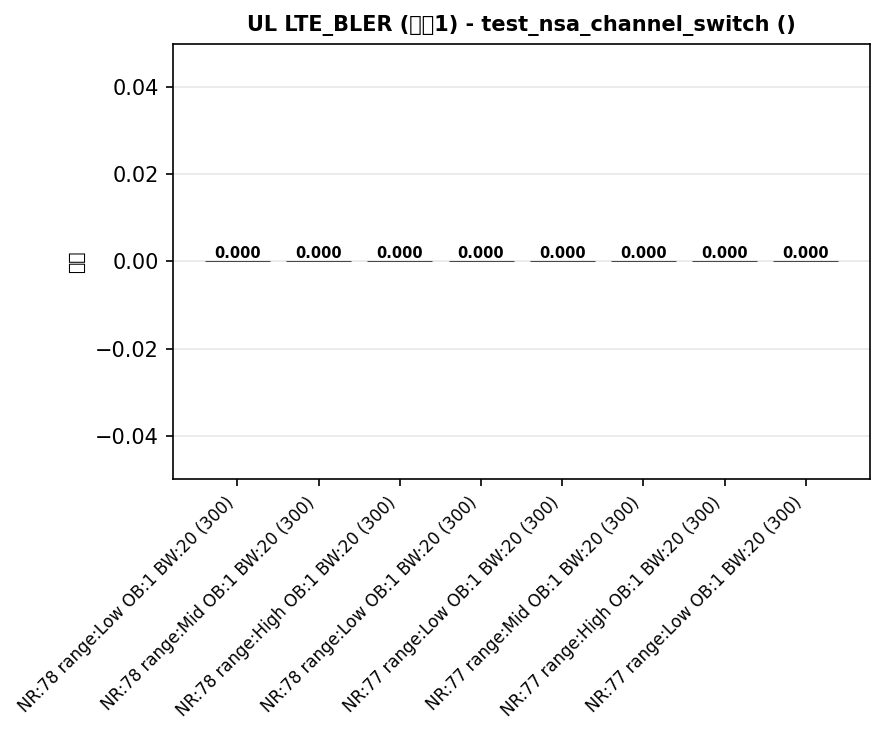 UL LTE_BLER (▯▯1) - test_nsa_channel_switch ()
0.04
0.02
0.00
−0.02
−0.04
0.000 0.000 0.000 0.000 0.000 0.000 0.000 0.000
NR:78 range:Low OB:1 BW:20 (300)
NR:78 range:Mid OB:1 BW:20 (300)
NR:78 range:High OB:1 BW:20 (300)
NR:78 range:Low OB:1 BW:20 (300)
NR:77 range:Low OB:1 BW:20 (300)
NR:77 range:Mid OB:1 BW:20 (300)
NR:77 range:High OB:1 BW:20 (300)
NR:77 range:Low OB:1 BW:20 (300)